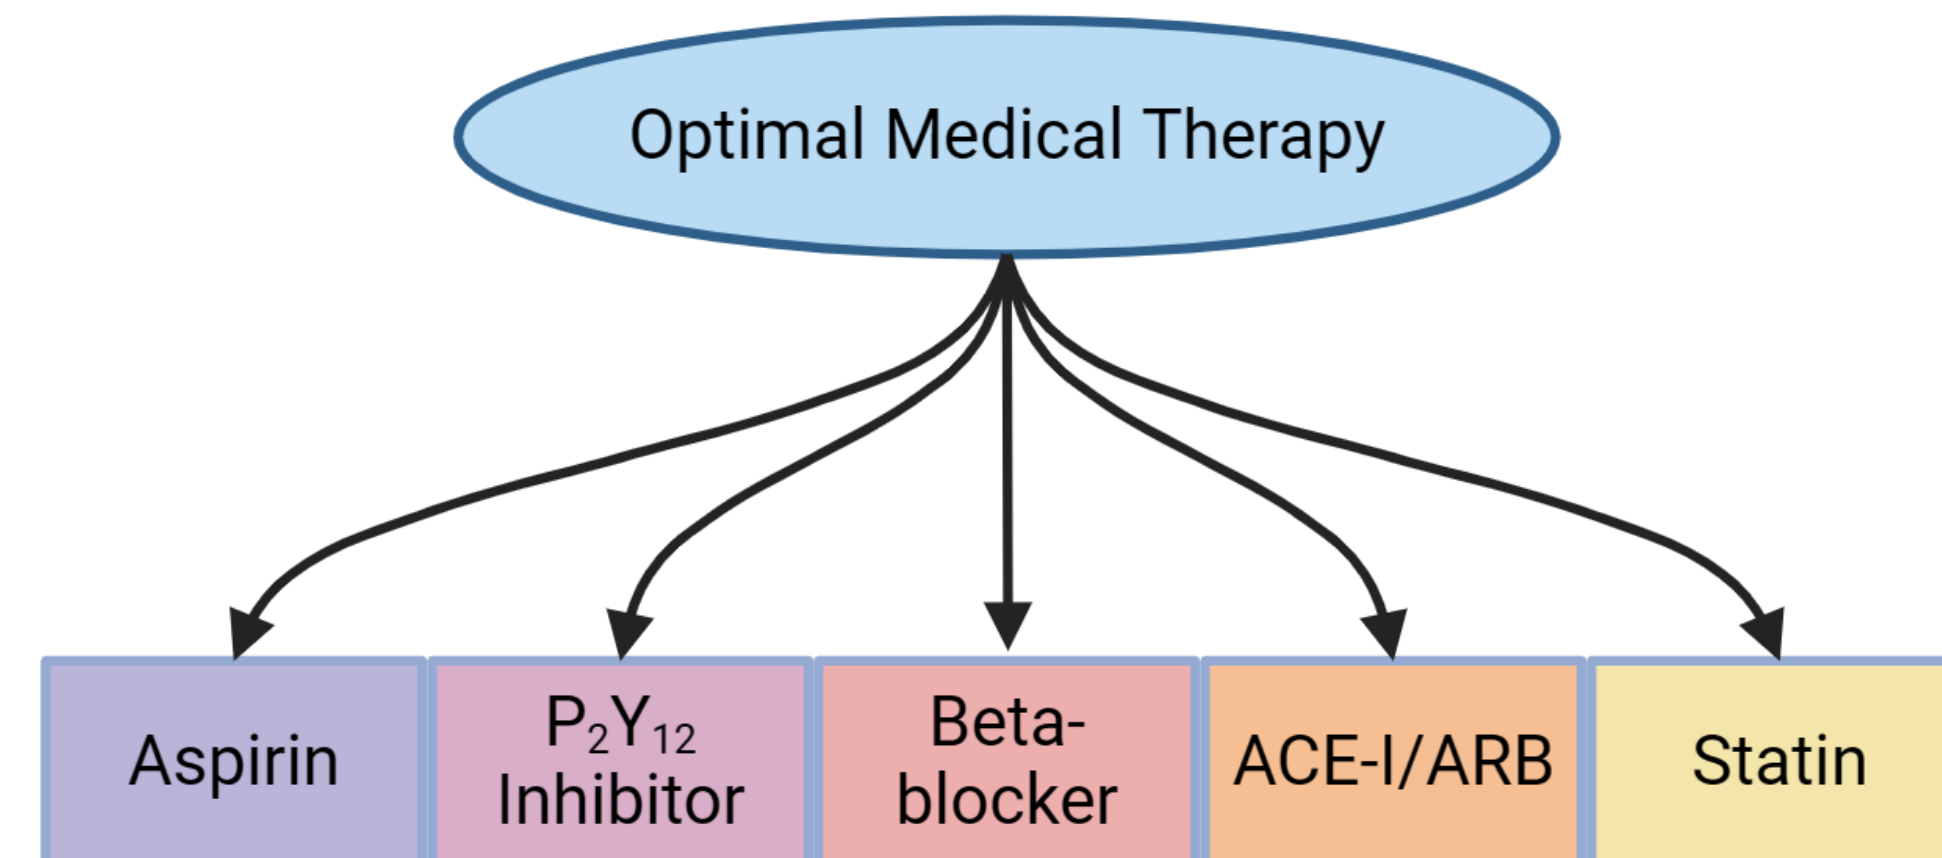 Optimal Medical Therapy
Aspirin
P₂Y₁₂
Inhibitor
Beta-
blocker
ACE-I/ARB
Statin